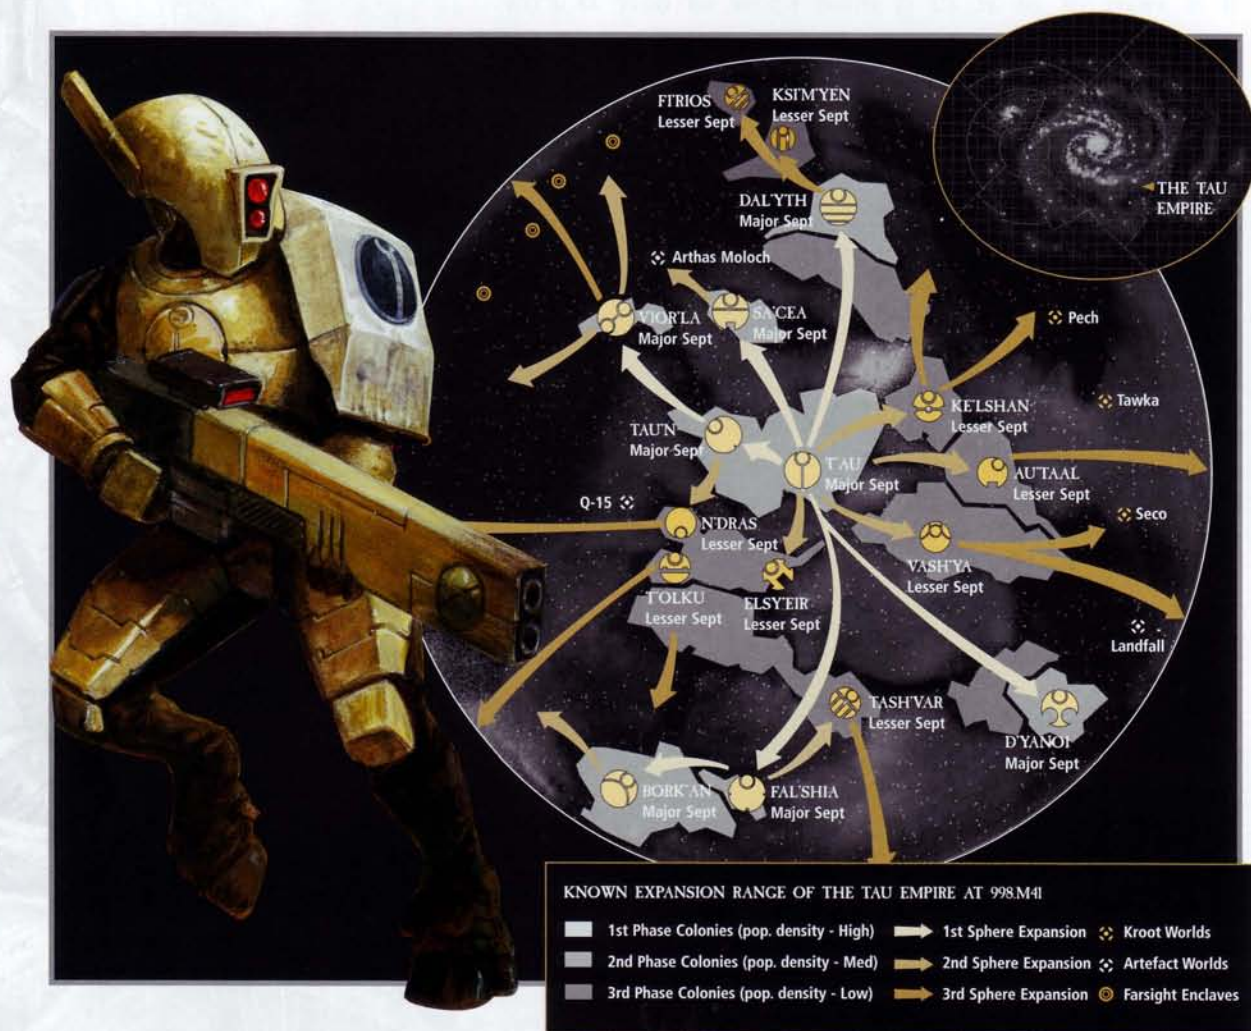 FI'RIOS
Lesser Sept
KSI'M'YEN
Lesser Sept
THE TAU
EMPIRE
DAL'YTH
Major Sept
Arthas Moloch
VIOR'LA
Major Sept
SA'CEA
Major Sept
Pech
KE'LSHAN
Lesser Sept
Tawka
TAU'N
Major Sept
T'AU
Major Sept
AU'TAAL
Lesser Sept
Q-15
N'DRAS
Lesser Sept
Seco
VASH'YA
Lesser Sept
T'OLKU
Lesser Sept
ELSY'EIR
Lesser Sept
Landfall
TASH'VAR
Lesser Sept
D'YANOI
Major Sept
BORK'AN
Major Sept
FAL'SHIA
Major Sept
KNOWN EXPANSION RANGE OF THE TAU EMPIRE AT 998.M41
1st Phase Colonies (pop. density - High)
1st Sphere Expansion
Kroot Worlds
2nd Phase Colonies (pop. density - Med)
2nd Sphere Expansion
Artefact Worlds
3rd Phase Colonies (pop. density - Low)
3rd Sphere Expansion
Farsight Enclaves